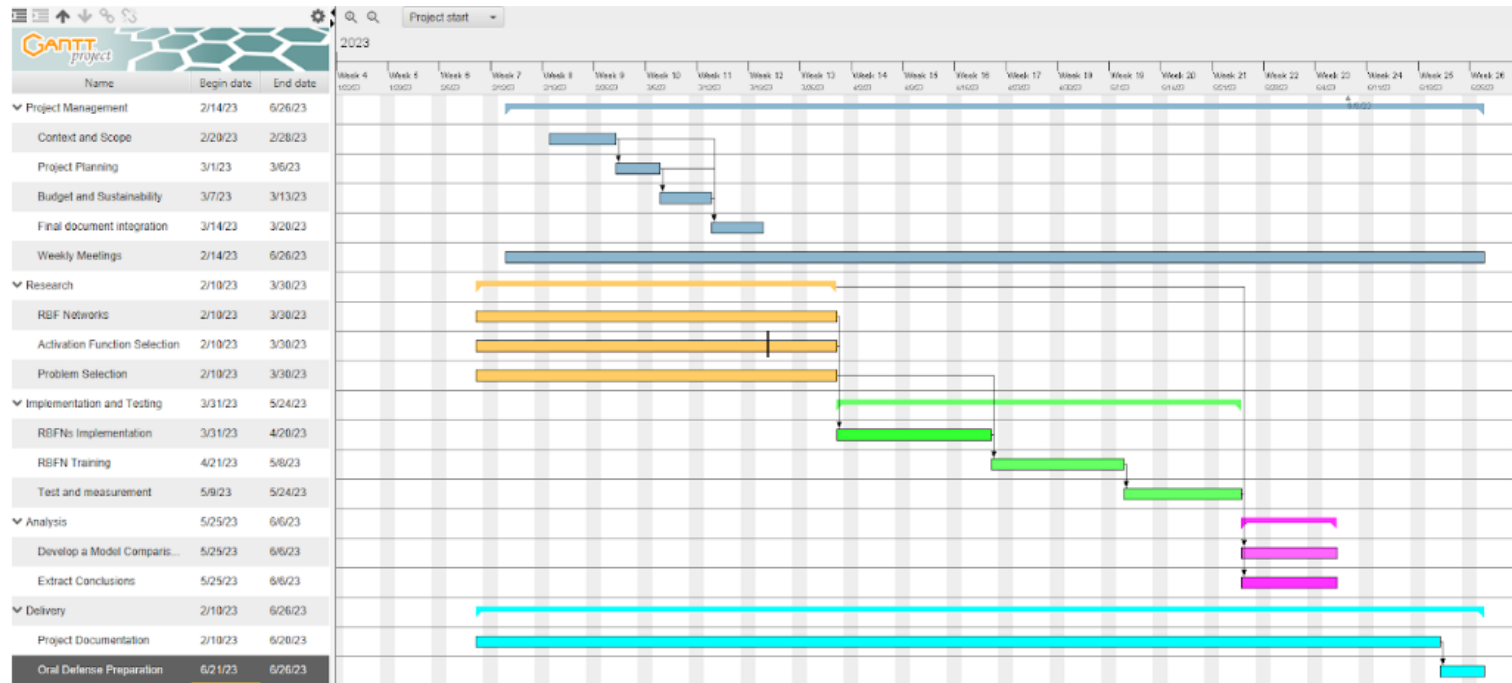 Project start
GANTT
project
2023
Name Begin date End date
Week 4 Week 5 Week 6 Week 7 Week 8 Week 9 Week 10 Week 11 Week 12 Week 13 Week 14 Week 15 Week 16 Week 17 Week 19 Week 19 Week 20 Week 21 Week 22 Week 23 Week 24 Week 25 Week 26
Project Management 2/14/23 6/26/23
Context and Scope 2/20/23 2/28/23
Project Planning 3/1/23 3/6/23
Budget and Sustainability 3/7/23 3/13/23
Final document integration 3/14/23 3/20/23
Weekly Meetings 2/14/23 6/26/23
Research 2/10/23 3/30/23
RBF Networks 2/10/23 3/30/23
Activation Function Selection 2/10/23 3/30/23
Problem Selection 2/10/23 3/30/23
Implementation and Testing 3/31/23 5/24/23
RBFNs Implementation 3/31/23 4/20/23
RBFN Training 4/21/23 5/8/23
Test and measurement 5/9/23 5/24/23
Analysis 5/25/23 6/6/23
Develop a Model Comparis... 5/25/23 6/6/23
Extract Conclusions 5/25/23 6/6/23
Delivery 2/10/23 6/26/23
Project Documentation 2/10/23 6/20/23
Oral Defense Preparation 6/21/23 6/26/23